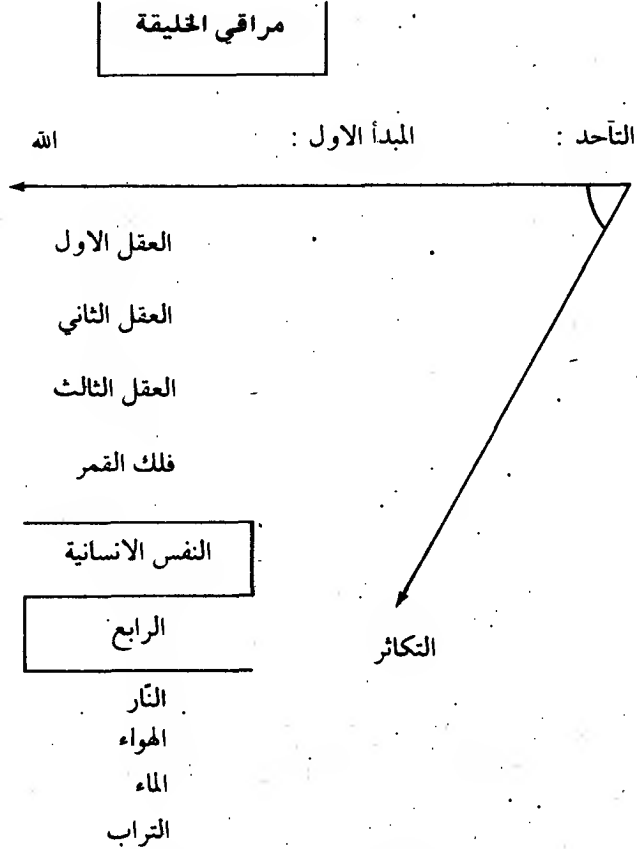 مراقي الخليقة
التآحد : المبدأ الاول : الله
العقل الاول
العقل الثاني
العقل الثالث
فلك القمر
النفس الانسانية
الرابع
التكاثر
النّار
الهواء
الماء
التراب